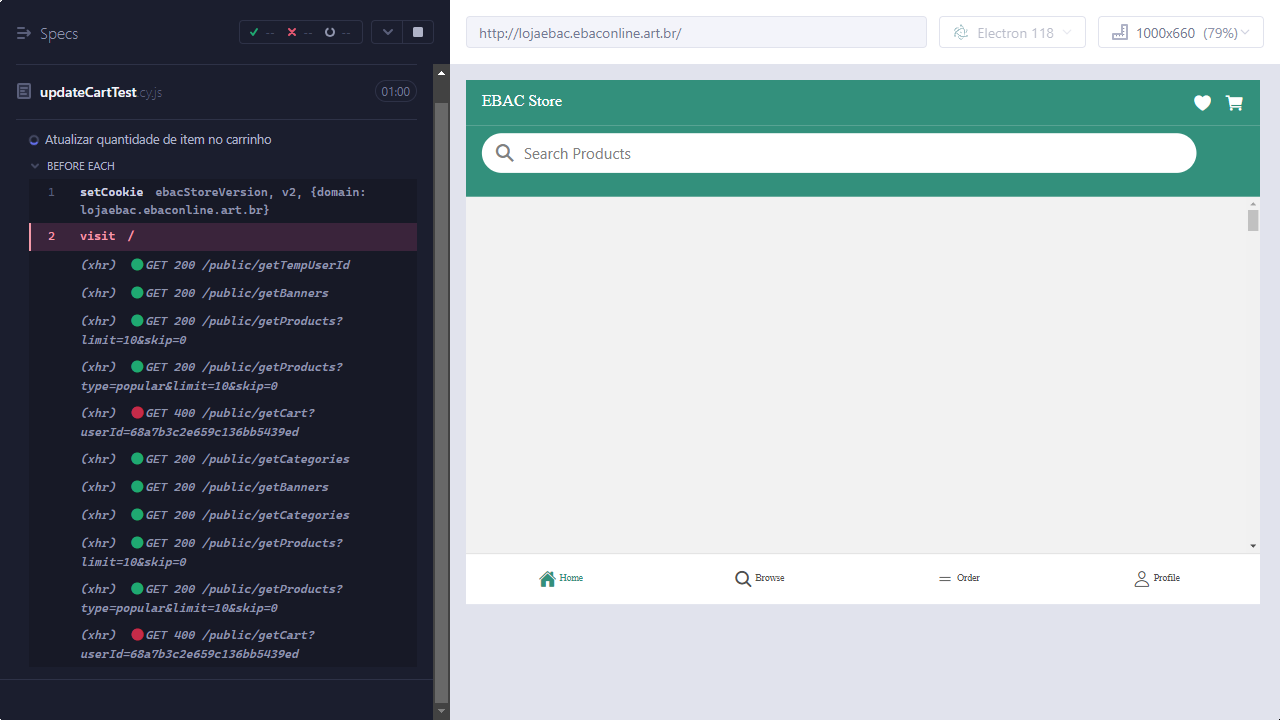 Specs
--
--
--
http://lojaebac.ebaconline.art.br/
Electron 118
1000x660 (79%)
updateCartTest.cy.js
01:00
Atualizar quantidade de item no carrinho
BEFORE EACH
1 setCookie ebacStoreVersion, v2, {domain:
lojaebac.ebaconline.art.br}
2 visit /
(xhr) GET 200 /public/getTempUserId
(xhr) GET 200 /public/getBanners
(xhr) GET 200 /public/getProducts?
limit=10&skip=0
(xhr) GET 200 /public/getProducts?
type=popular&limit=10&skip=0
(xhr) GET 400 /public/getCart?
userId=68a7b3c2e659c136bb5439ed
(xhr) GET 200 /public/getCategories
(xhr) GET 200 /public/getBanners
(xhr) GET 200 /public/getCategories
(xhr) GET 200 /public/getProducts?
limit=10&skip=0
(xhr) GET 200 /public/getProducts?
type=popular&limit=10&skip=0
(xhr) GET 400 /public/getCart?
userId=68a7b3c2e659c136bb5439ed
EBAC Store
Search Products
Home
Browse
Order
Profile